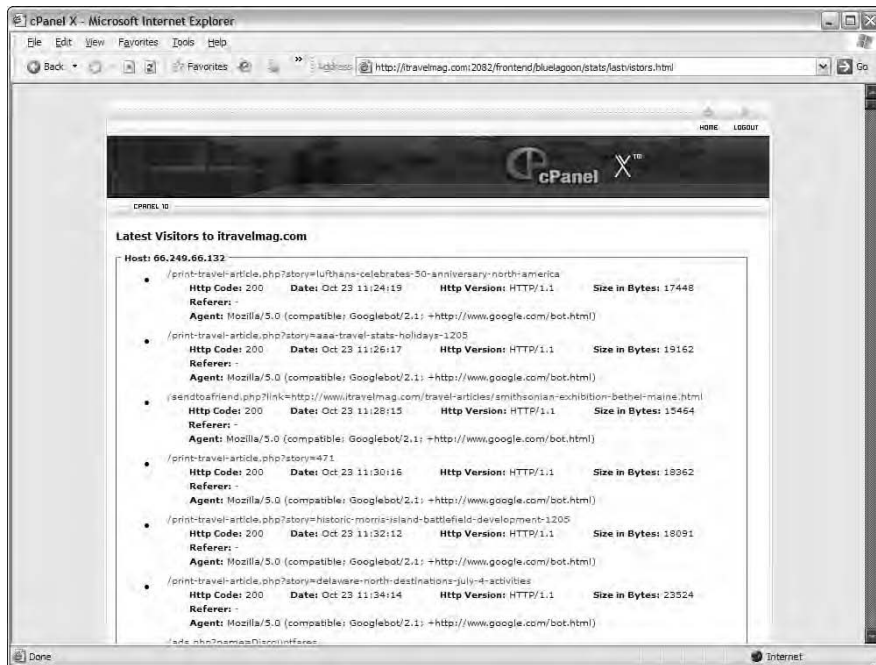 cPanel X - Microsoft Internet Explorer
File Edit View Favorites Tools Help
Back Favorites » Address http://itravelmag.com:2082/frontend/bluelagoon/stats/lastvistors.html Go
HOME LOGOUT
cPanel X™
CPANEL 10
Latest Visitors to itravelmag.com
Host: 66.249.66.132
/print-travel-article.php?story=lufthans-celebrates-50-anniversary-north-america
Http Code: 200 Date: Oct 23 11:24:19 Http Version: HTTP/1.1 Size in Bytes: 17448
Referer: -
Agent: Mozilla/5.0 (compatible; Googlebot/2.1; +http://www.google.com/bot.html)
/print-travel-article.php?story=aaa-travel-stats-holidays-1205
Http Code: 200 Date: Oct 23 11:26:17 Http Version: HTTP/1.1 Size in Bytes: 19162
Referer: -
Agent: Mozilla/5.0 (compatible; Googlebot/2.1; +http://www.google.com/bot.html)
/sendtoafriend.php?link=http://www.itravelmag.com/travel-articles/smithsonian-exhibition-bethel-maine.html
Http Code: 200 Date: Oct 23 11:28:15 Http Version: HTTP/1.1 Size in Bytes: 15464
Referer: -
Agent: Mozilla/5.0 (compatible; Googlebot/2.1; +http://www.google.com/bot.html)
/print-travel-article.php?story=471
Http Code: 200 Date: Oct 23 11:30:16 Http Version: HTTP/1.1 Size in Bytes: 18362
Referer: -
Agent: Mozilla/5.0 (compatible; Googlebot/2.1; +http://www.google.com/bot.html)
/print-travel-article.php?story=historic-morris-island-battlefield-development-1205
Http Code: 200 Date: Oct 23 11:32:12 Http Version: HTTP/1.1 Size in Bytes: 18091
Referer: -
Agent: Mozilla/5.0 (compatible; Googlebot/2.1; +http://www.google.com/bot.html)
/print-travel-article.php?story=delaware-north-destinations-july-4-activities
Http Code: 200 Date: Oct 23 11:34:14 Http Version: HTTP/1.1 Size in Bytes: 23524
Referer: -
Agent: Mozilla/5.0 (compatible; Googlebot/2.1; +http://www.google.com/bot.html)
/ads.php?name=Discountfares
Done Internet